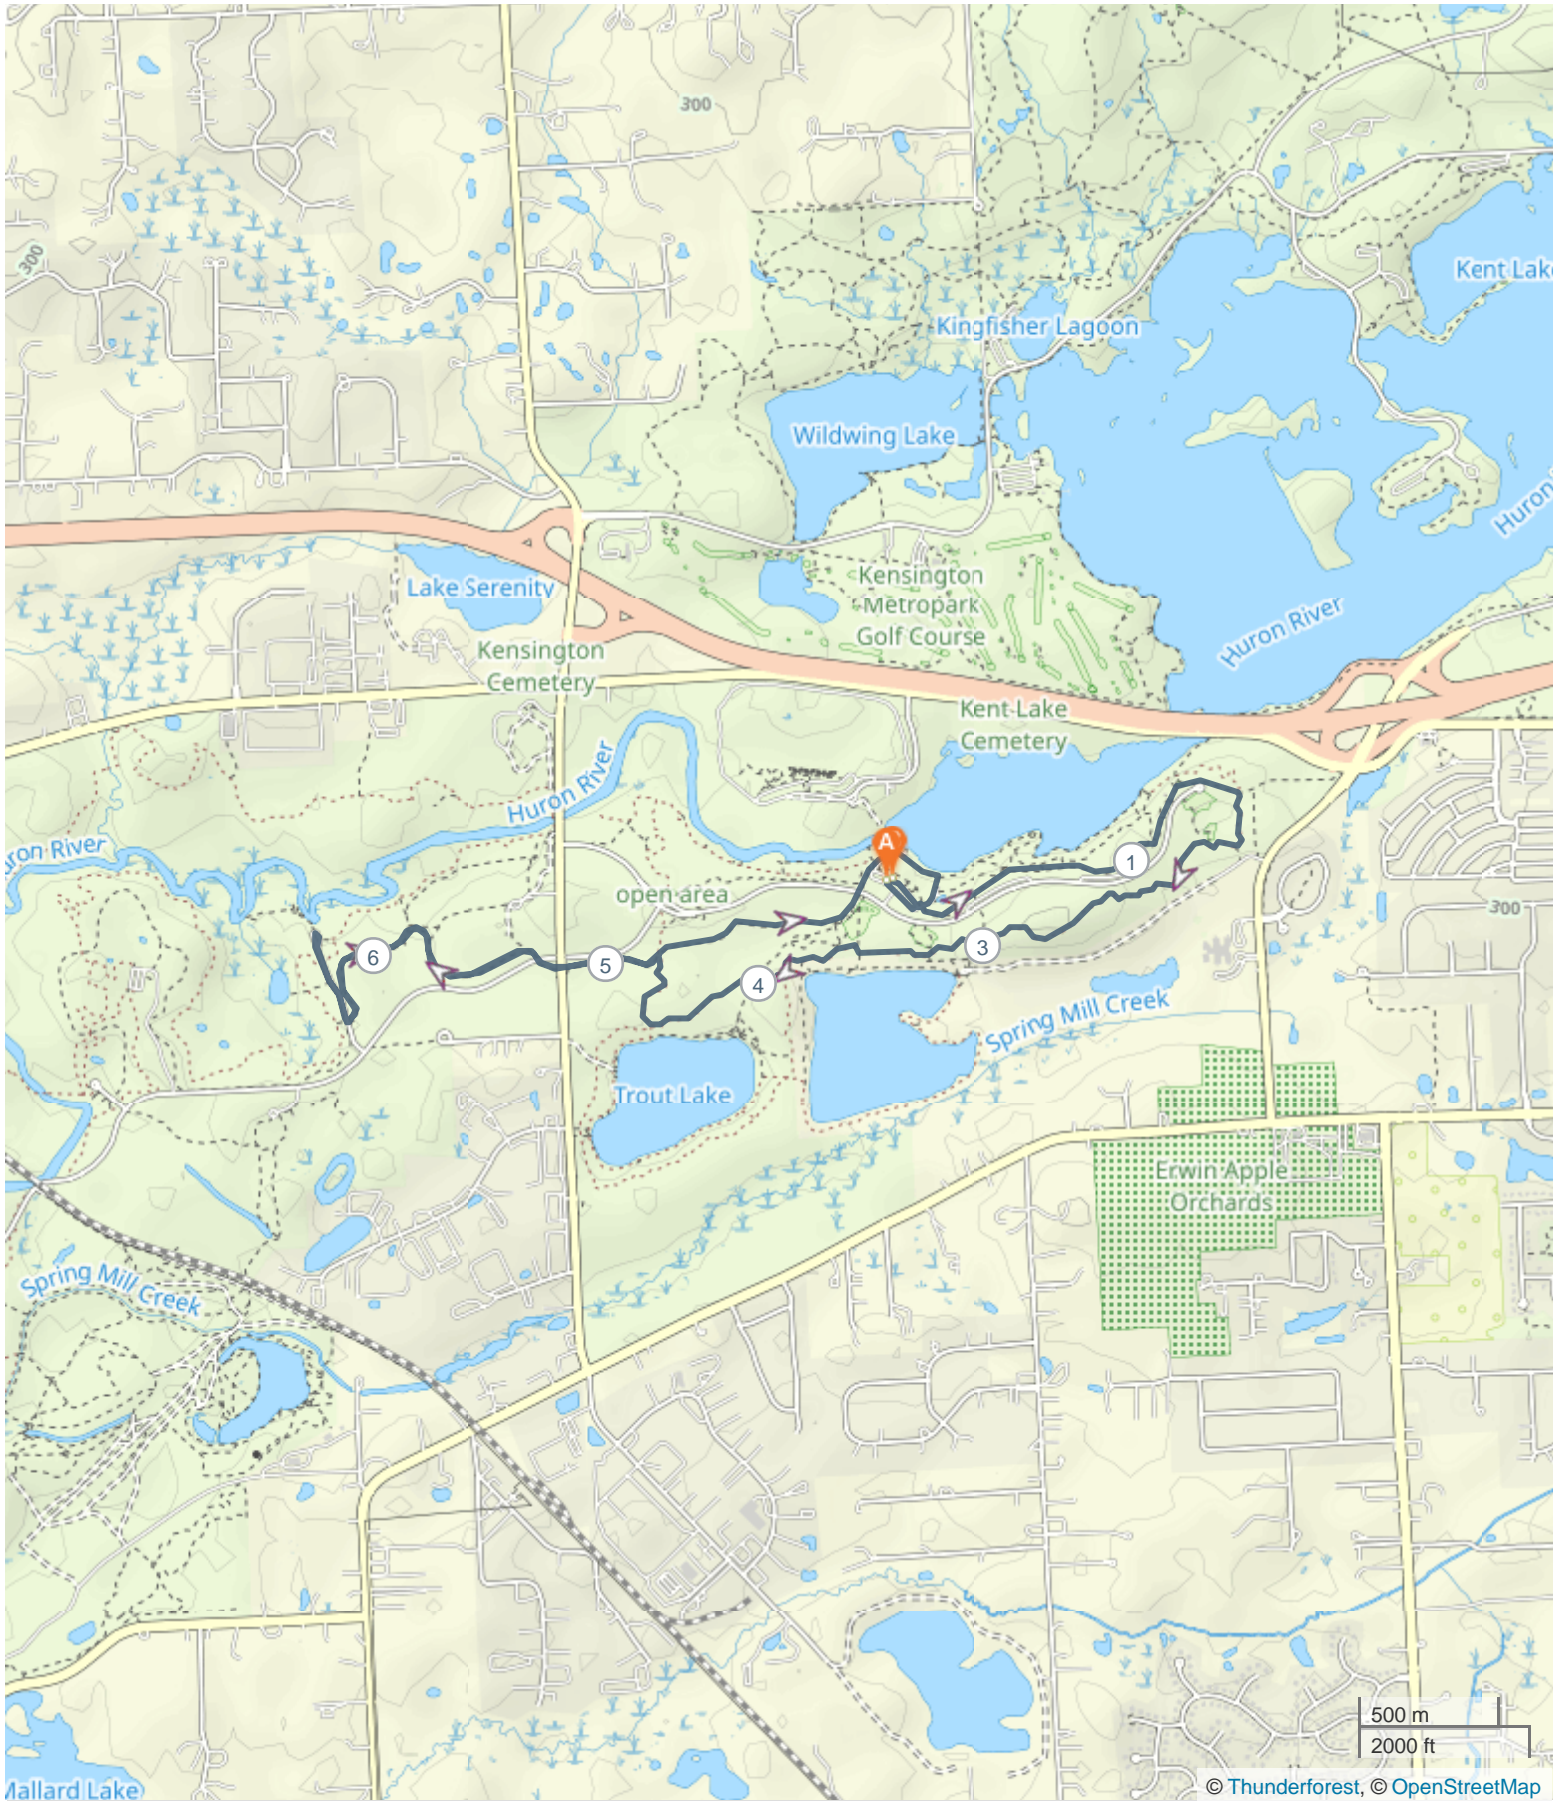 300
300
Kent Lake
Kingfisher Lagoon
Wildwing Lake
Huron
Kensington
Metropark
Golf Course
Lake Serenity
Huron River
Kensington
Cemetery
Kent Lake
Cemetery
Huron River
uron River
A
1
open area
300
6
5
3
4
Spring Mill Creek
Trout Lake
Erwin Apple
Orchards
Spring Mill Creek
500 m
2000 ft
Mallard Lake
© Thunderforest, © OpenStreetMap